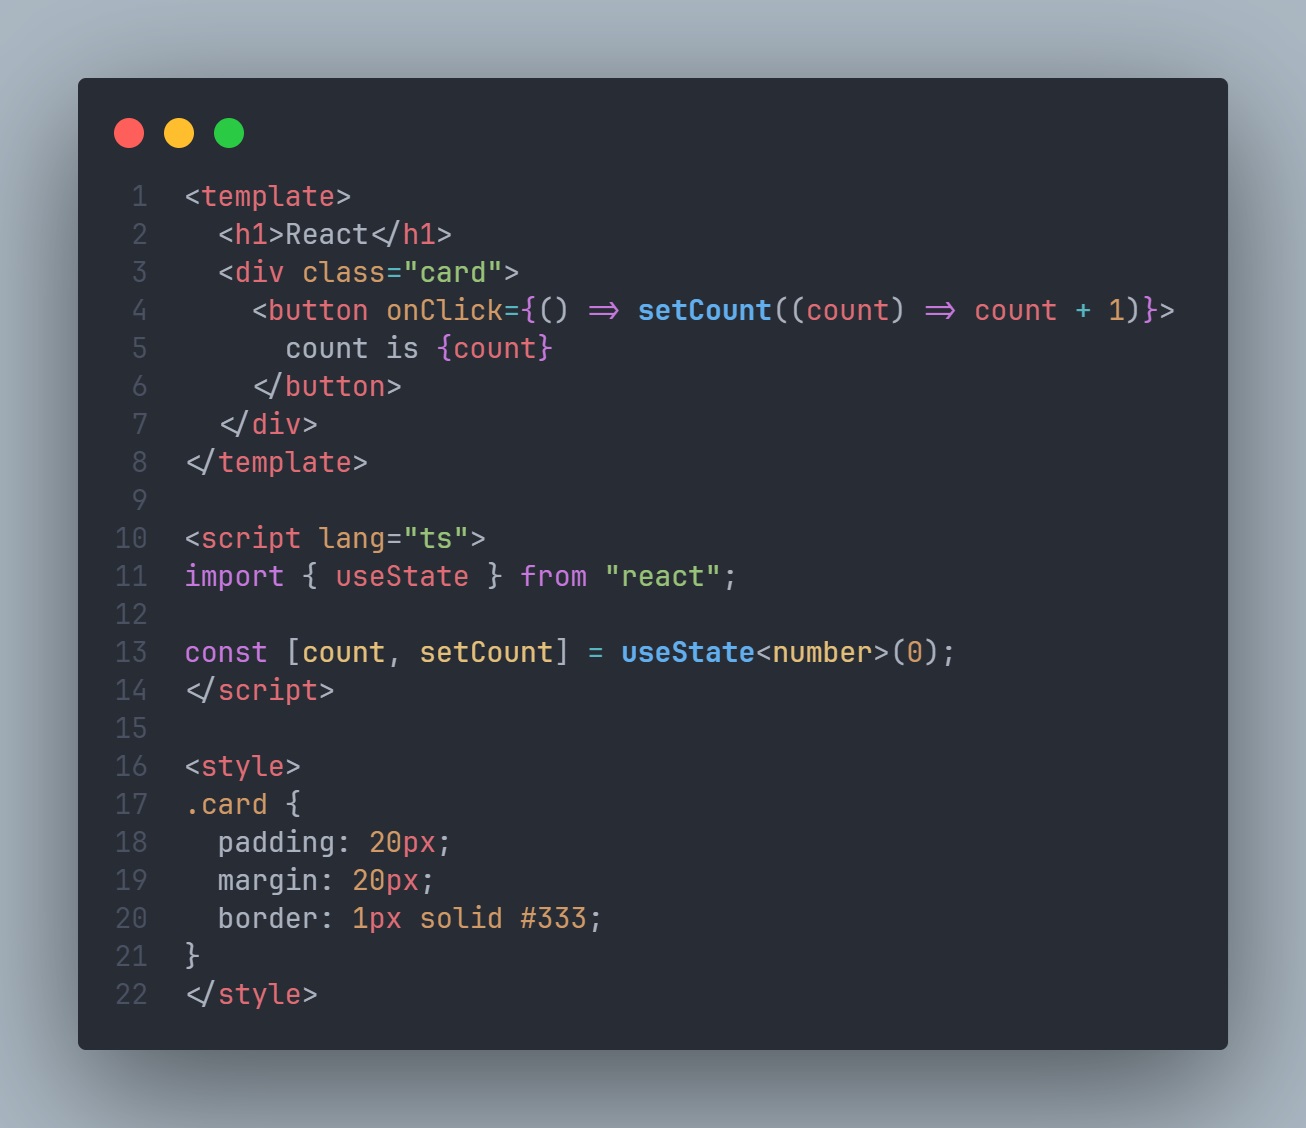 1 <template>
2   <h1>React</h1>
3   <div class="card">
4     <button onClick={() => setCount((count) => count + 1)}>
5       count is {count}
6     </button>
7   </div>
8 </template>
9
10 <script lang="ts">
11 import { useState } from "react";
12
13 const [count, setCount] = useState<number>(0);
14 </script>
15
16 <style>
17 .card {
18   padding: 20px;
19   margin: 20px;
20   border: 1px solid #333;
21 }
22 </style>